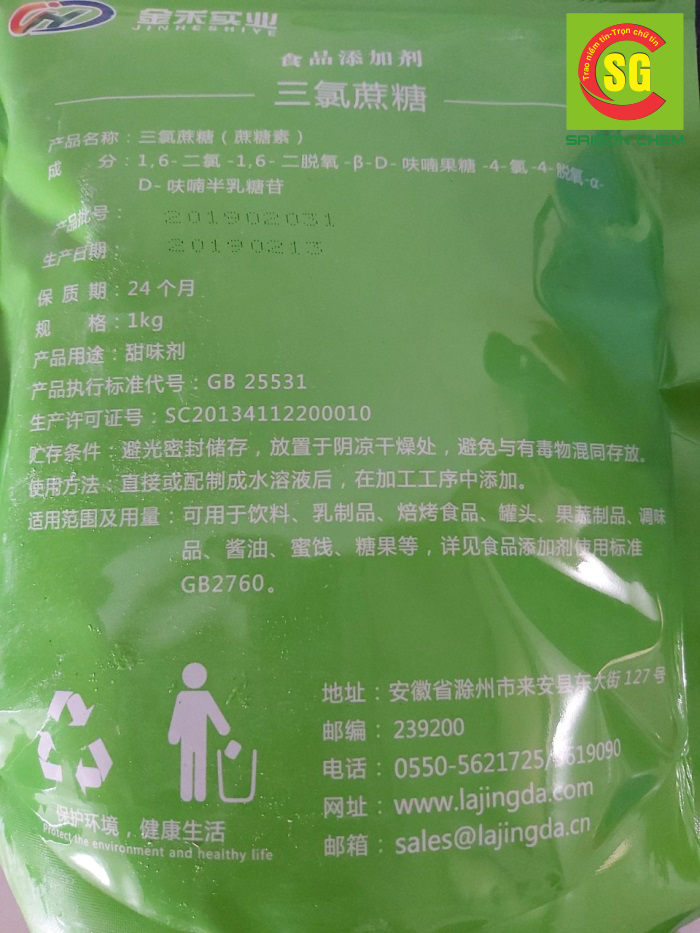 金禾实业
JINHESHIYE
Trao niềm tin-Trọn chữ tín
SG
SAIGON CHEM
食品添加剂
三氯蔗糖
产品名称：三氯蔗糖（蔗糖素）
成 分：1,6-二氯-1,6-二脱氧-β-D-呋喃果糖-4-氯-4-脱氧-α-
D-呋喃半乳糖苷
产品批号：201902031
生产日期：20190213
保 质 期：24个月
规 格：1kg
产品用途：甜味剂
产品执行标准代号：GB 25531
生产许可证号：SC20134112200010
贮存条件：避光密封储存，放置于阴凉干燥处，避免与有毒物混同存放。
使用方法：直接或配制成水溶液后，在加工工序中添加。
适用范围及用量：可用于饮料、乳制品、焙烤食品、罐头、果蔬制品、调味
品、酱油、蜜饯、糖果等，详见食品添加剂使用标准
GB2760。
地址：安徽省滁州市来安县东大街127号
邮编：239200
电话：0550-5621725/5619090
网址：www.lajingda.com
邮箱：sales@lajingda.cn
保护环境，健康生活
Protect the environment and healthy life